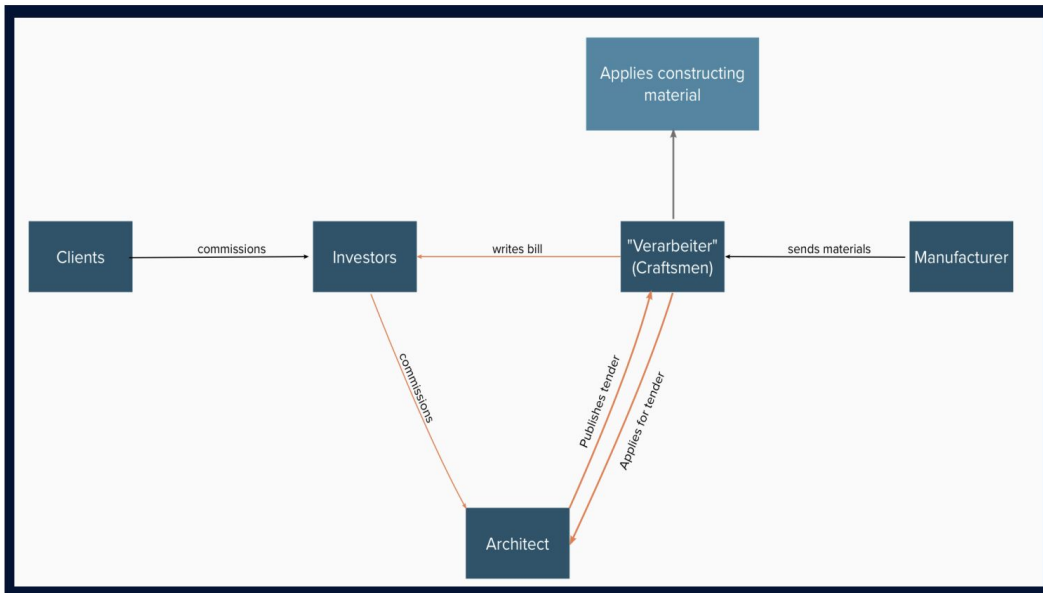 Applies constructing
material
Clients
commissions
Investors
writes bill
"Verarbeiter"
(Craftsmen)
sends materials
Manufacturer
commissions
Publishes tender
Applies for tender
Architect